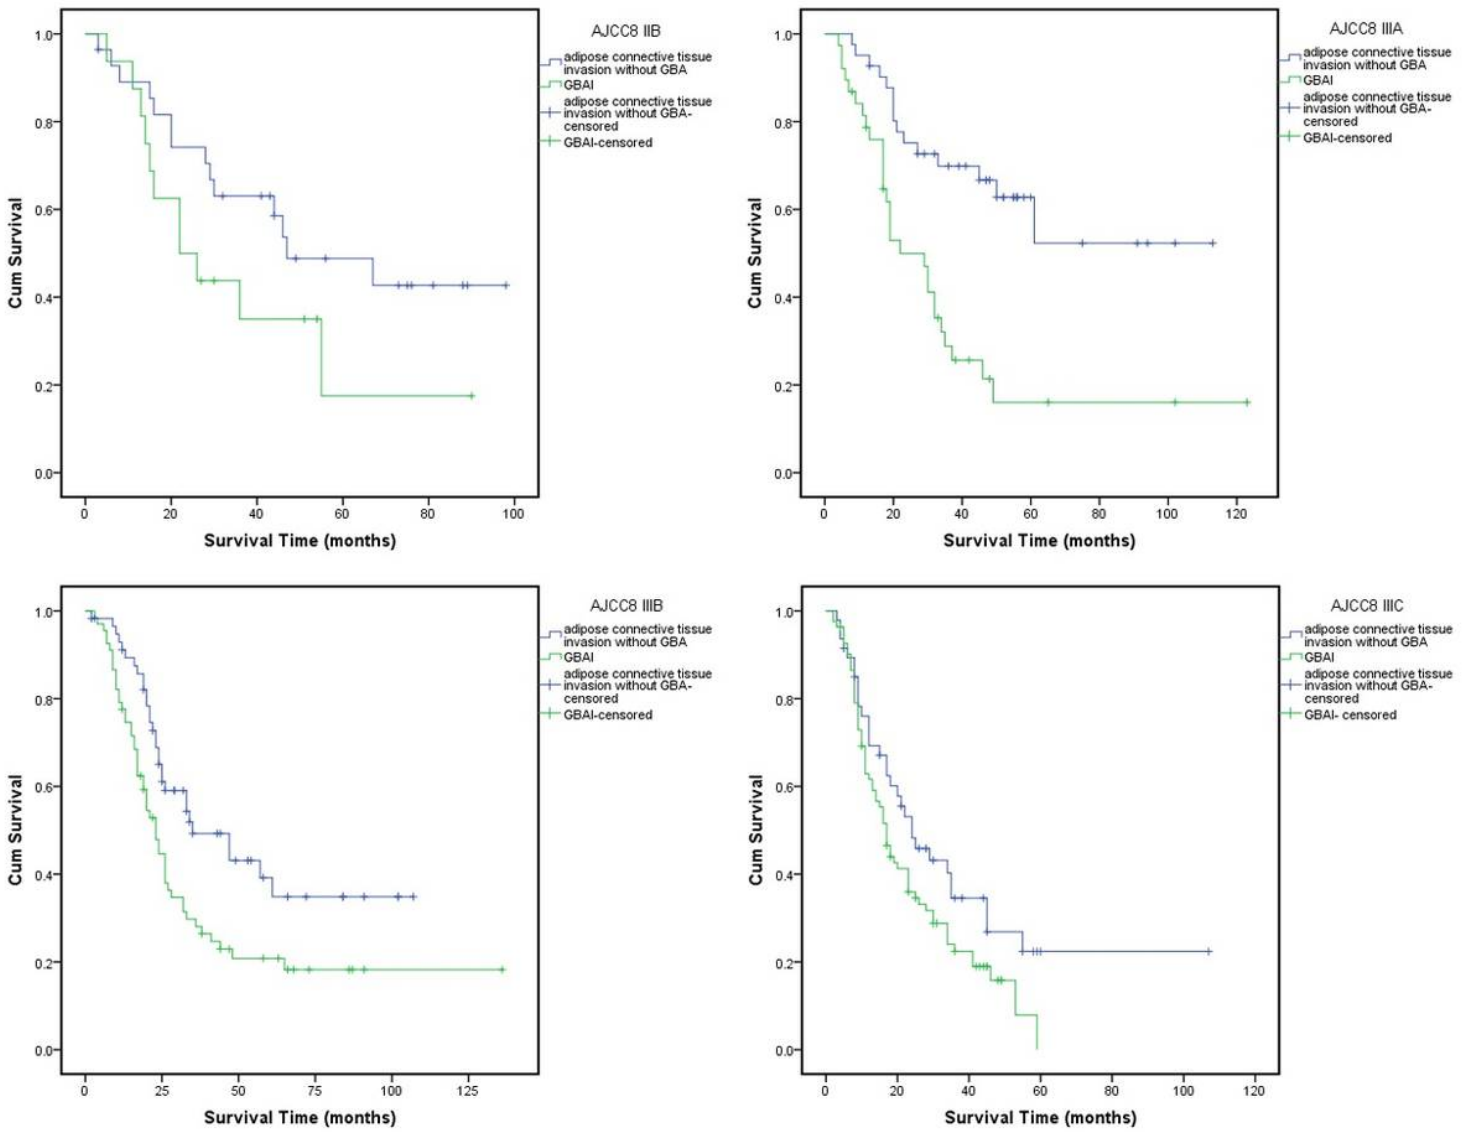 AJCC8 IIB
adipose connective tissue
invasion without GBA
GBAI
adipose connective tissue
invasion without GBA-
censored
GBAI-censored
1.0
0.8
0.6
0.4
0.2
0.0
Cum Survival
0 20 40 60 80 100
Survival Time (months)
AJCC8 IIIA
adipose connective tissue
invasion without GBA
GBAI
adipose connective tissue
invasion without GBA-
censored
GBAI-censored
1.0
0.8
0.6
0.4
0.2
0.0
Cum Survival
0 20 40 60 80 100 120
Survival Time (months)
AJCC8 IIIB
adipose connective tissue
invasion without GBA
GBAI
adipose connective tissue
invasion without GBA-
censored
GBAI-censored
1.0
0.8
0.6
0.4
0.2
0.0
Cum Survival
0 25 50 75 100 125
Survival Time (months)
AJCC8 IIIC
adipose connective tissue
invasion without GBA
GBAI
adipose connective tissue
invasion without GBA-
censored
GBAI- censored
1.0
0.8
0.6
0.4
0.2
0.0
Cum Survival
0 20 40 60 80 100 120
Survival Time (months)